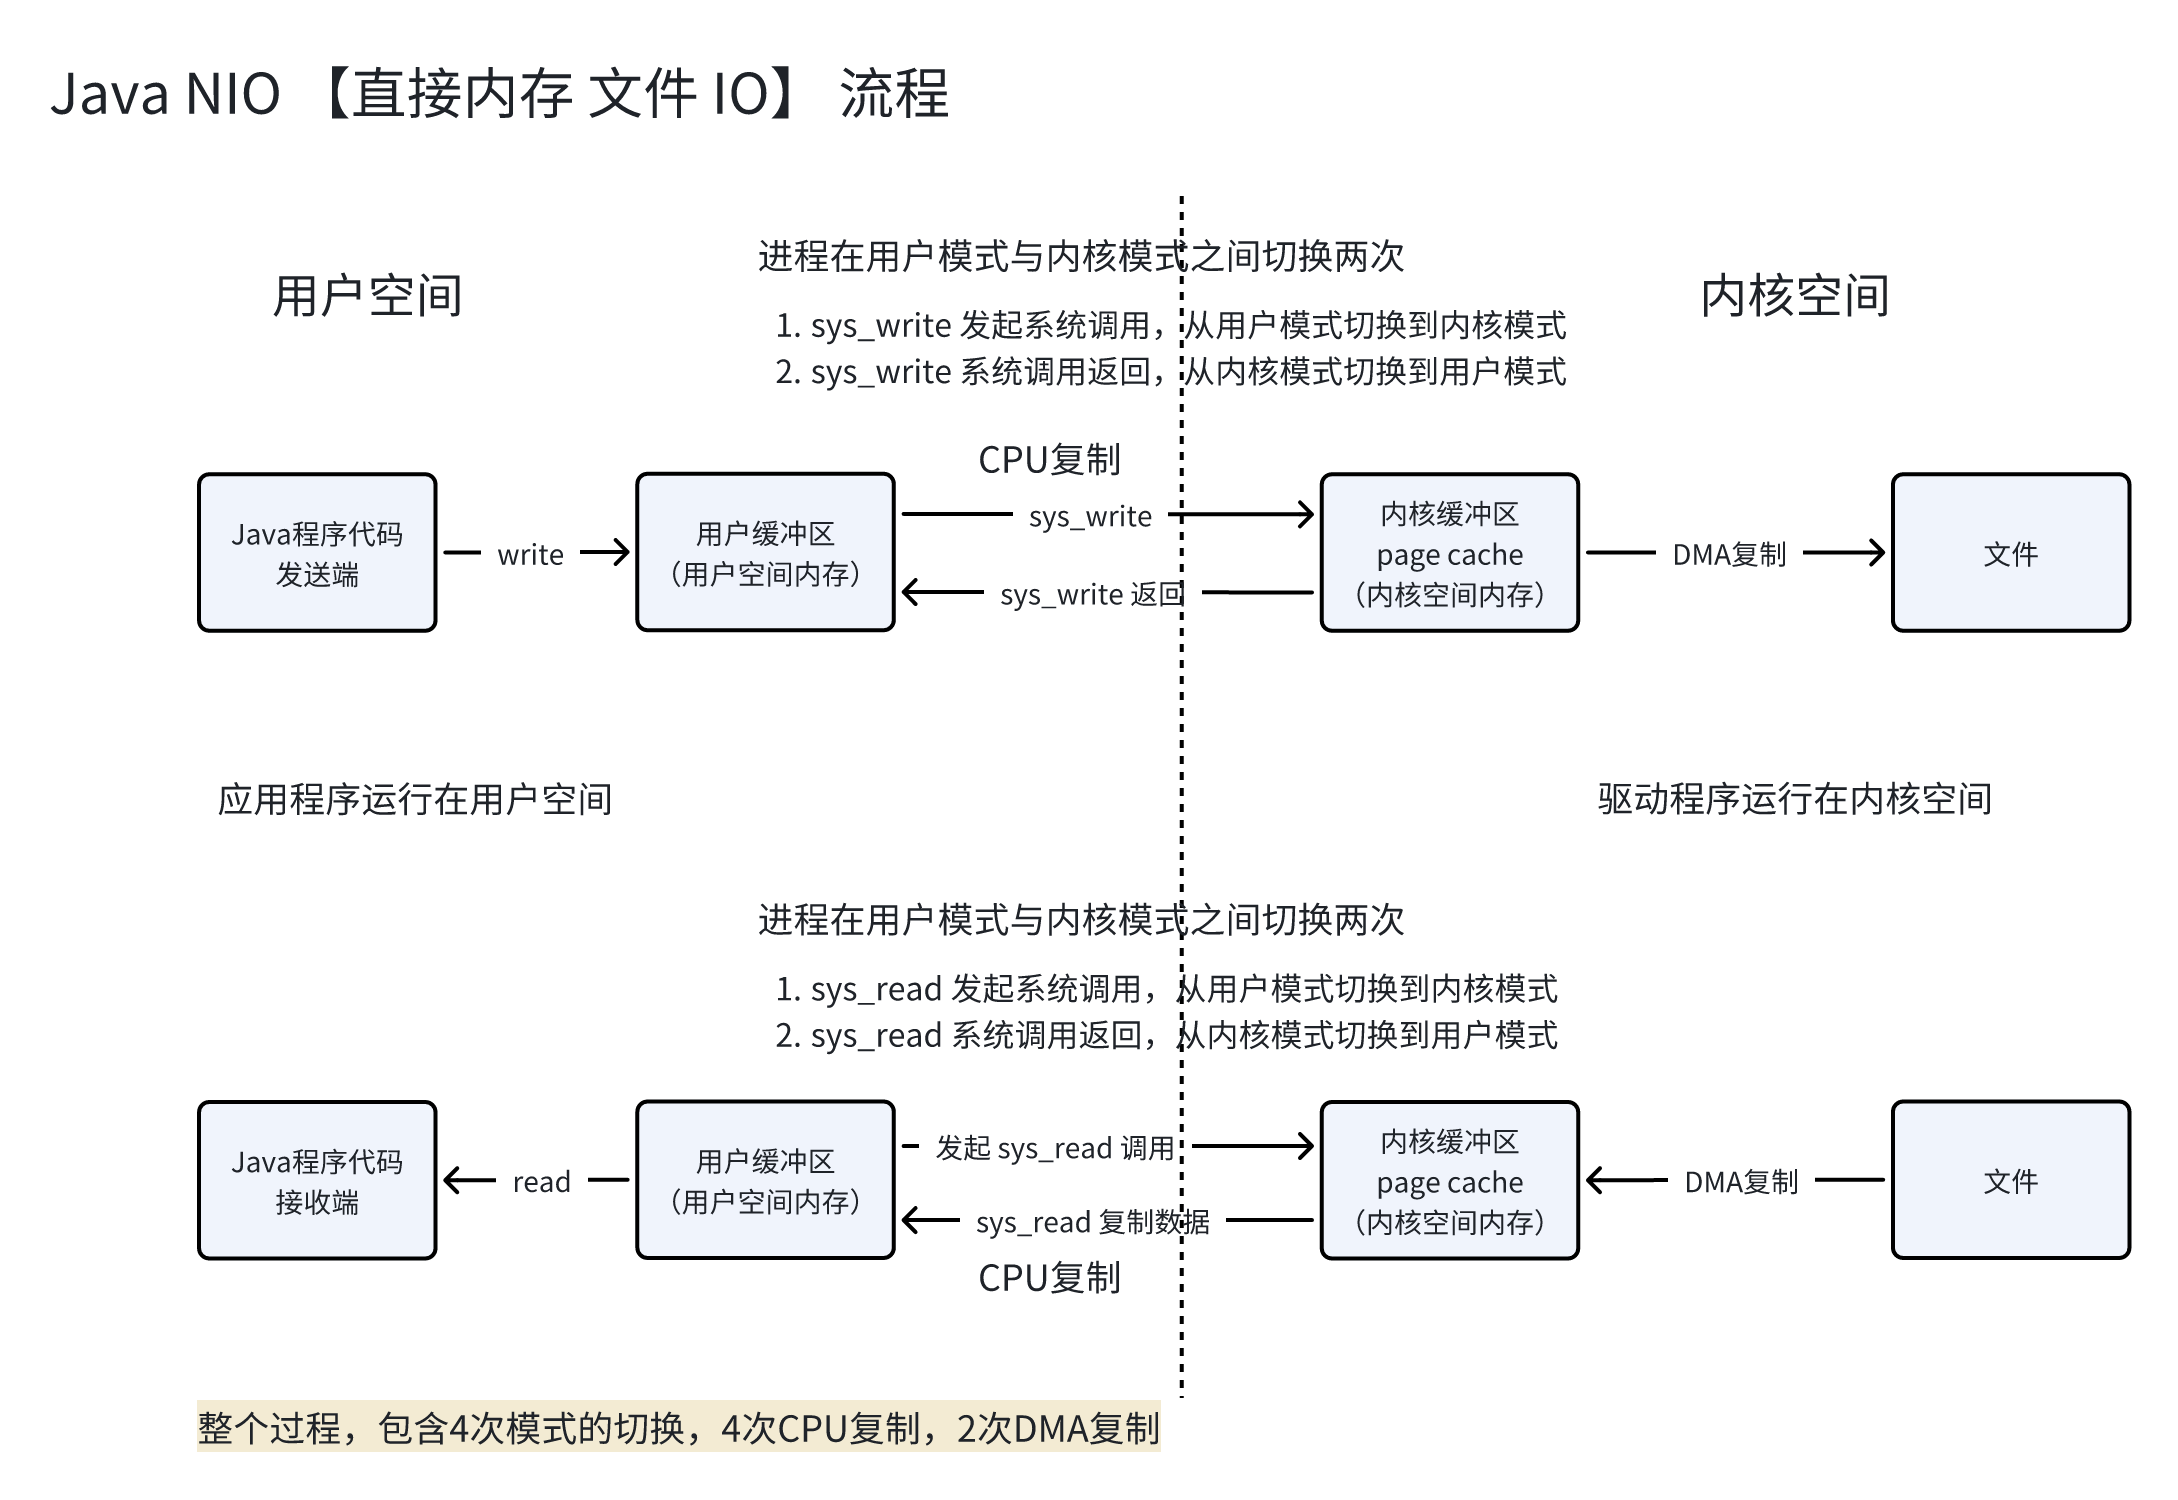 Java NIO 【直接内存 文件 IO】 流程
用户空间
进程在用户模式与内核模式之间切换两次
1. sys_write 发起系统调用，从用户模式切换到内核模式
2. sys_write 系统调用返回，从内核模式切换到用户模式
内核空间
Java程序代码
发送端
write
用户缓冲区
（用户空间内存）
CPU复制
sys_write
sys_write 返回
内核缓冲区
page cache
（内核空间内存）
DMA复制
文件
应用程序运行在用户空间
驱动程序运行在内核空间
进程在用户模式与内核模式之间切换两次
1. sys_read 发起系统调用，从用户模式切换到内核模式
2. sys_read 系统调用返回，从内核模式切换到用户模式
Java程序代码
接收端
read
用户缓冲区
（用户空间内存）
发起 sys_read 调用
sys_read 复制数据
CPU复制
内核缓冲区
page cache
（内核空间内存）
DMA复制
文件
整个过程，包含4次模式的切换，4次CPU复制，2次DMA复制